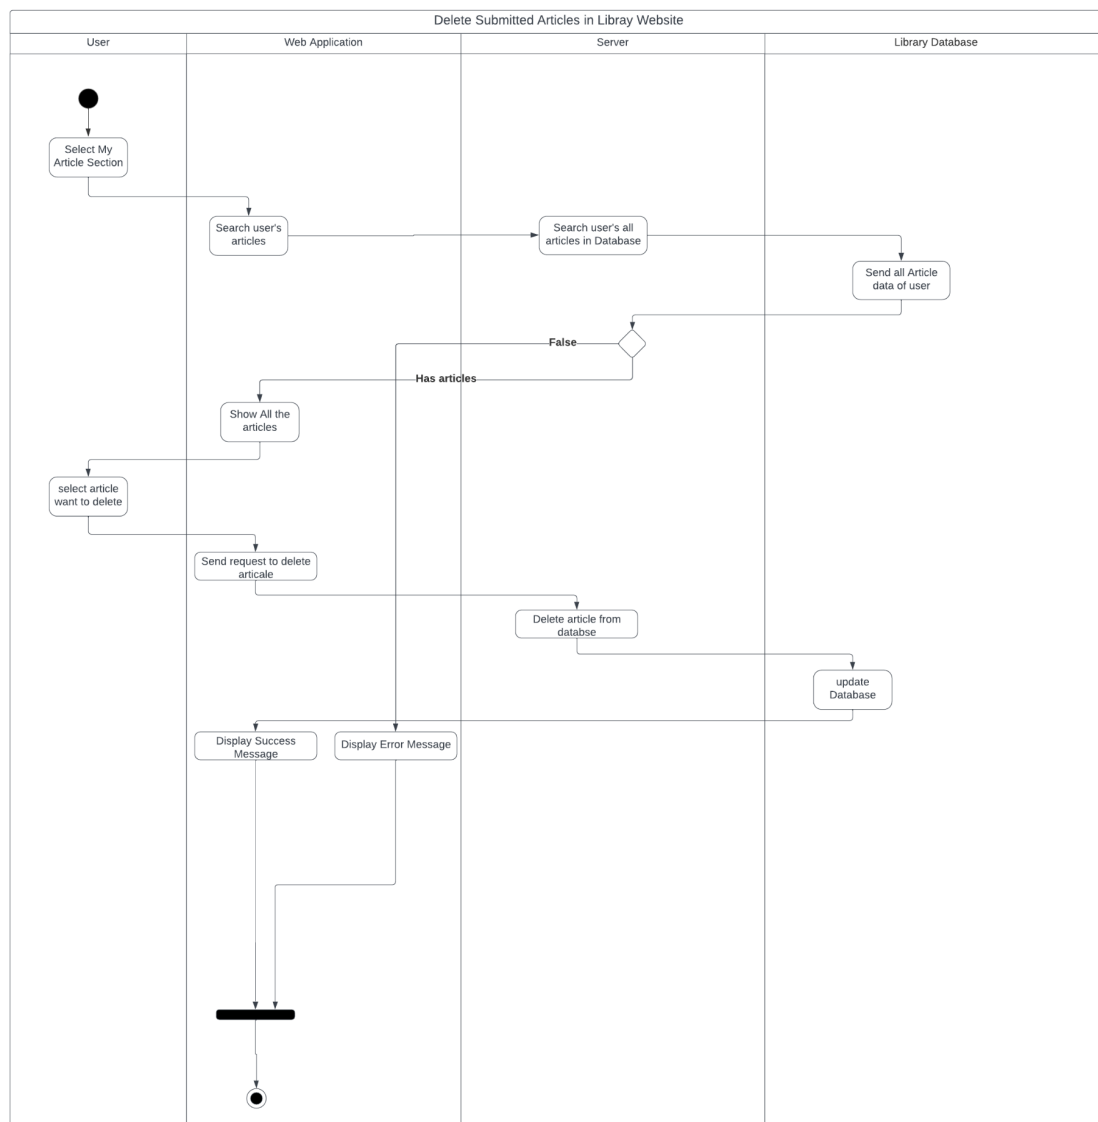 Delete Submitted Articles in Libray Website
User
Web Application
Server
Library Database
Select My
Article Section
Search user's
articles
Search user's all
articles in Database
Send all Article
data of user
False
Has articles
Show All the
articles
select article
want to delete
Send request to delete
articale
Delete article from
databse
update
Database
Display Success
Message
Display Error Message